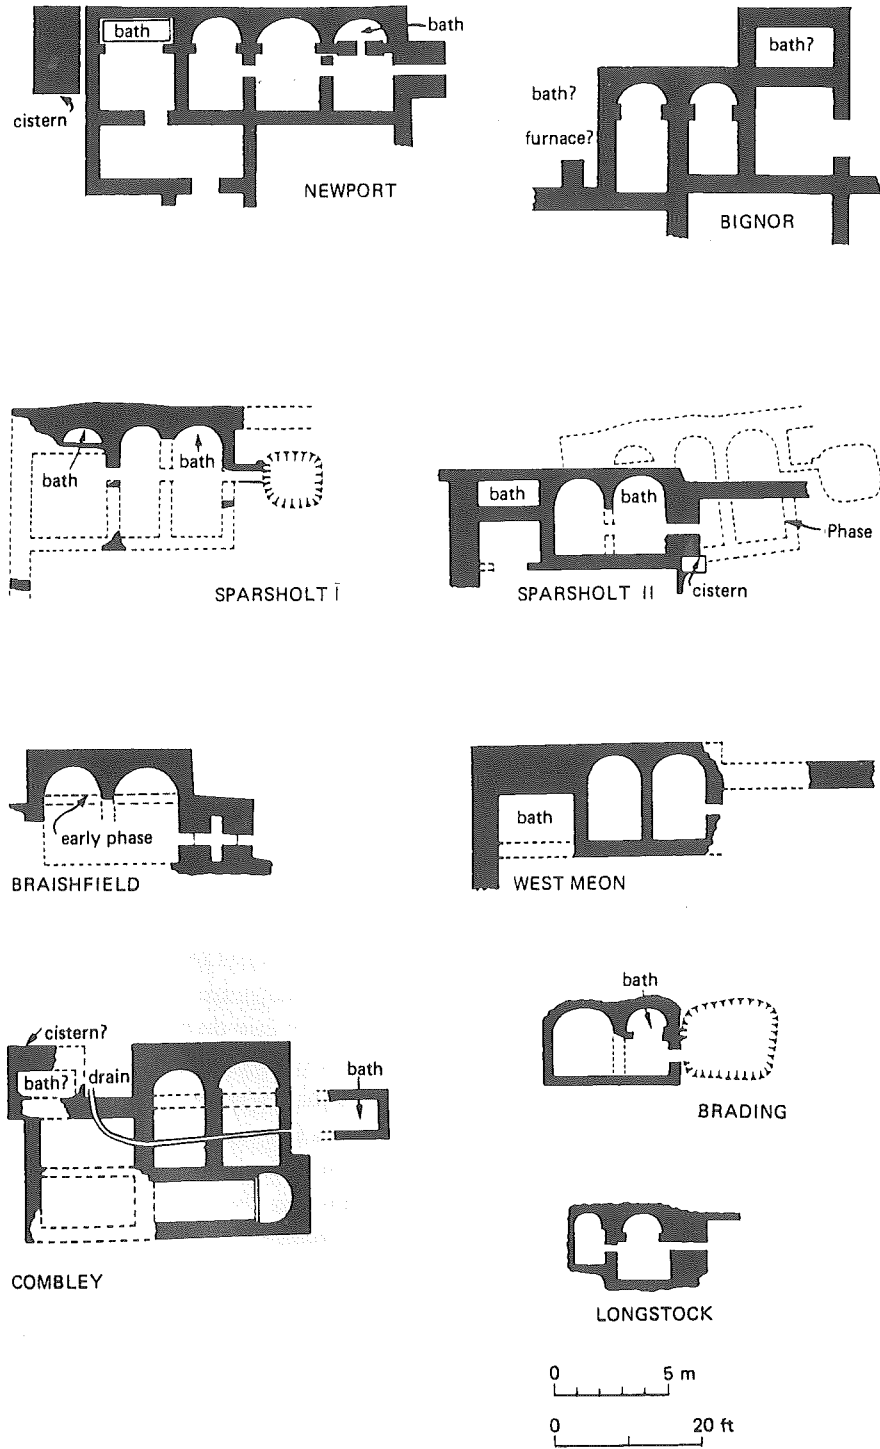 bath
bath
cistern
NEWPORT
bath?
bath?
furnace?
BIGNOR
bath
bath
SPARSHOLT I
bath
bath
Phase
SPARSHOLT II
cistern
early phase
BRAISHFIELD
bath
WEST MEON
cistern?
bath?
drain
bath
COMBLEY
bath
BRADING
LONGSTOCK
0 5 m
0 20 ft